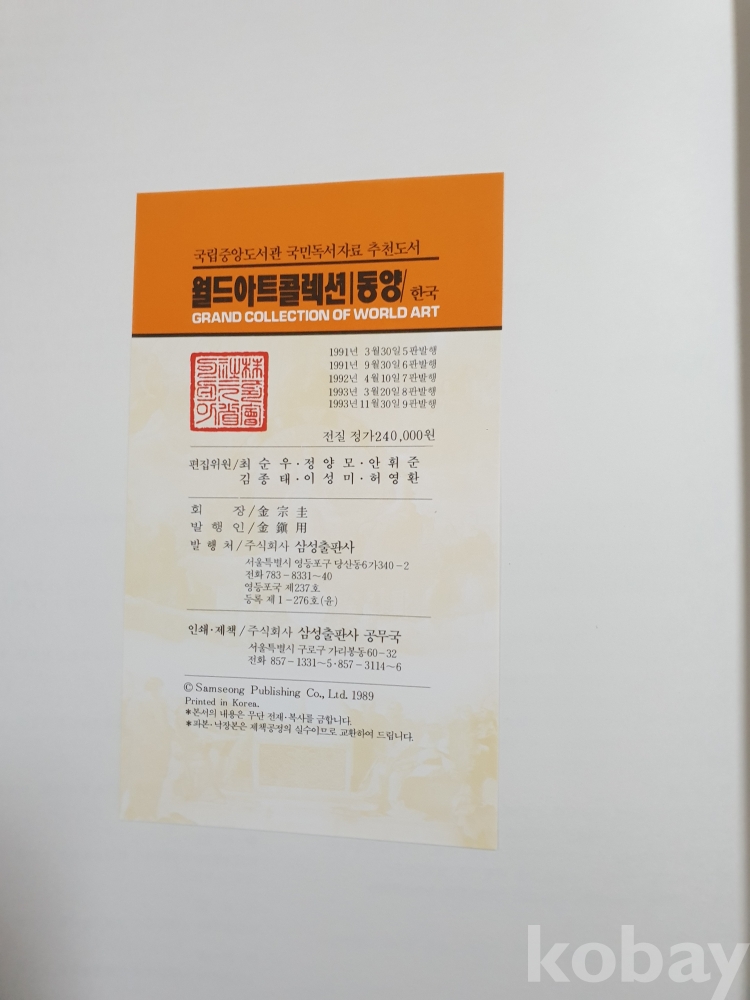 국립중앙도서관 국민독서자료 추천도서
월드아트콜렉션|동양/한국
GRAND COLLECTION OF WORLD ART
1991년 3월30일5판발행
1991년 9월30일6판발행
1992년 4월10일7판발행
1993년 3월20일8판발행
1993년11월30일9판발행
전질 정가240,000원
편집위원/최 순 우·정 양 모·안 휘 준
김 종 태·이 성 미·허 영 환
회 장/金 宗 圭
발 행 인/金 鎭 用
발 행 처/주식회사 삼성출판사
서울특별시 영등포구 당산동6가340-2
전화 783-8331~40
영등포국 제237호
등록 제1-276호(윤)
인쇄·제책/주식회사 삼성출판사 공무국
서울특별시 구로구 가리봉동60-32
전화 857-1331~5·857-3114~6
© Samseong Publishing Co., Ltd. 1989
Printed in Korea.
*본서의 내용은 무단 전재·복사를 금합니다.
*파본·낙장본은 제책공정의 실수이므로 교환하여 드립니다.
kobay